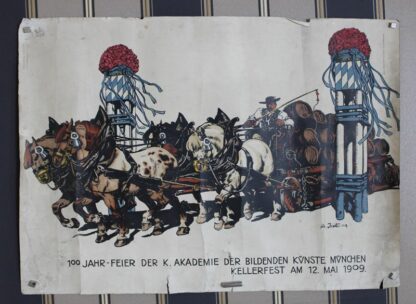 100 JAHR-FEIER DER K. AKADEMIE DER BILDENDEN KÜNSTE MÜNCHEN
KELLERFEST AM 12. MAI 1909.